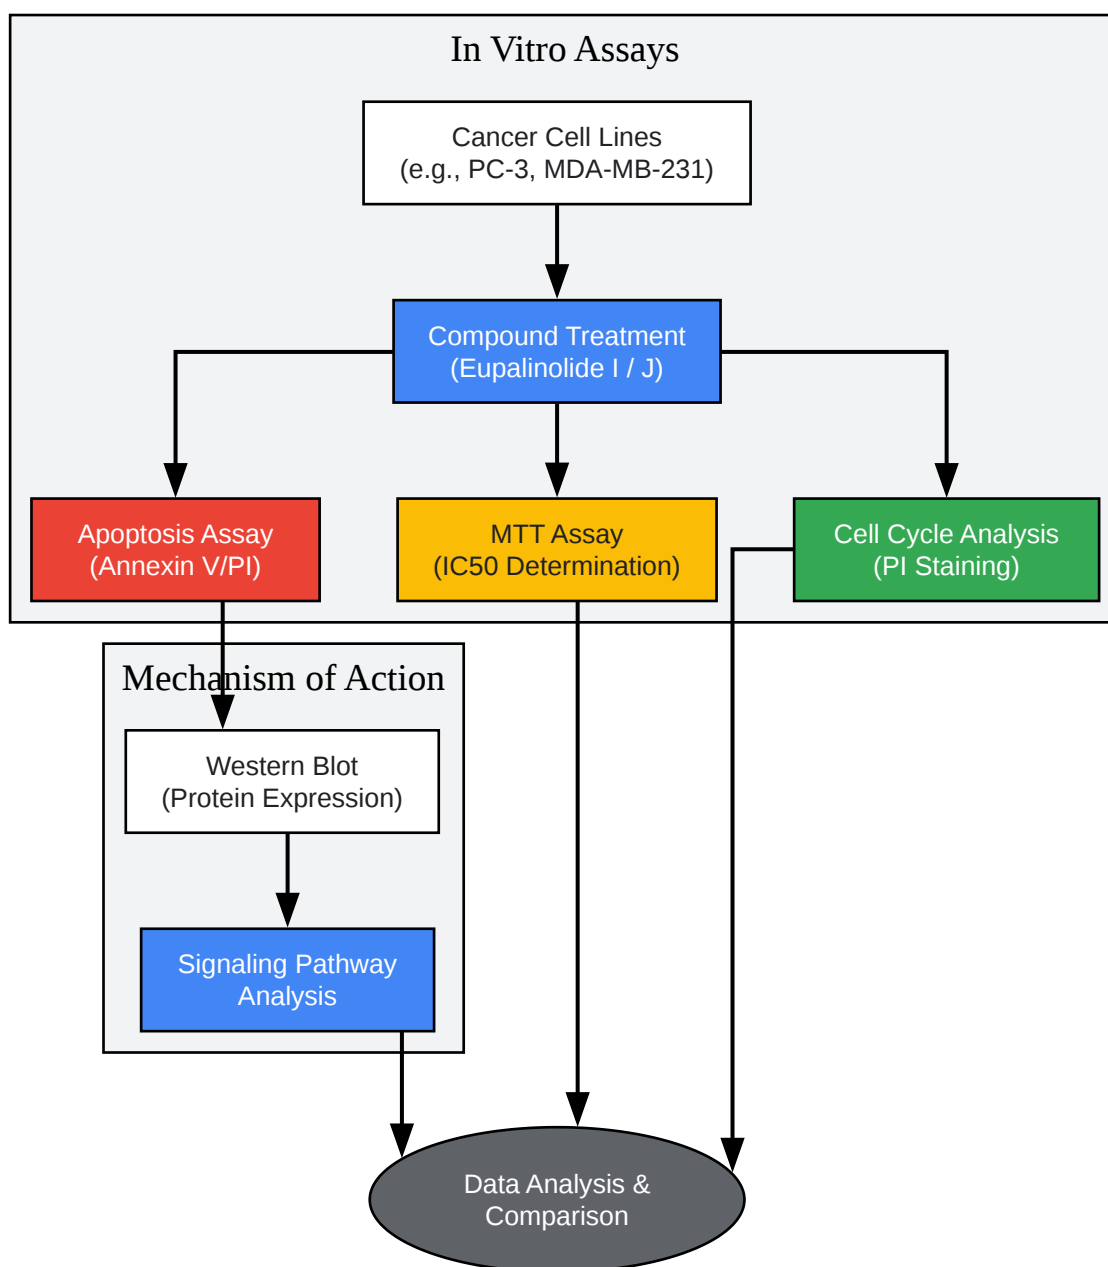 In Vitro Assays
Cancer Cell Lines
(e.g., PC-3, MDA-MB-231)
Compound Treatment
(Eupalinolide I / J)
Apoptosis Assay
(Annexin V/PI)
MTT Assay
(IC50 Determination)
Cell Cycle Analysis
(PI Staining)
Mechanism of Action
Western Blot
(Protein Expression)
Signaling Pathway
Analysis
Data Analysis &
Comparison